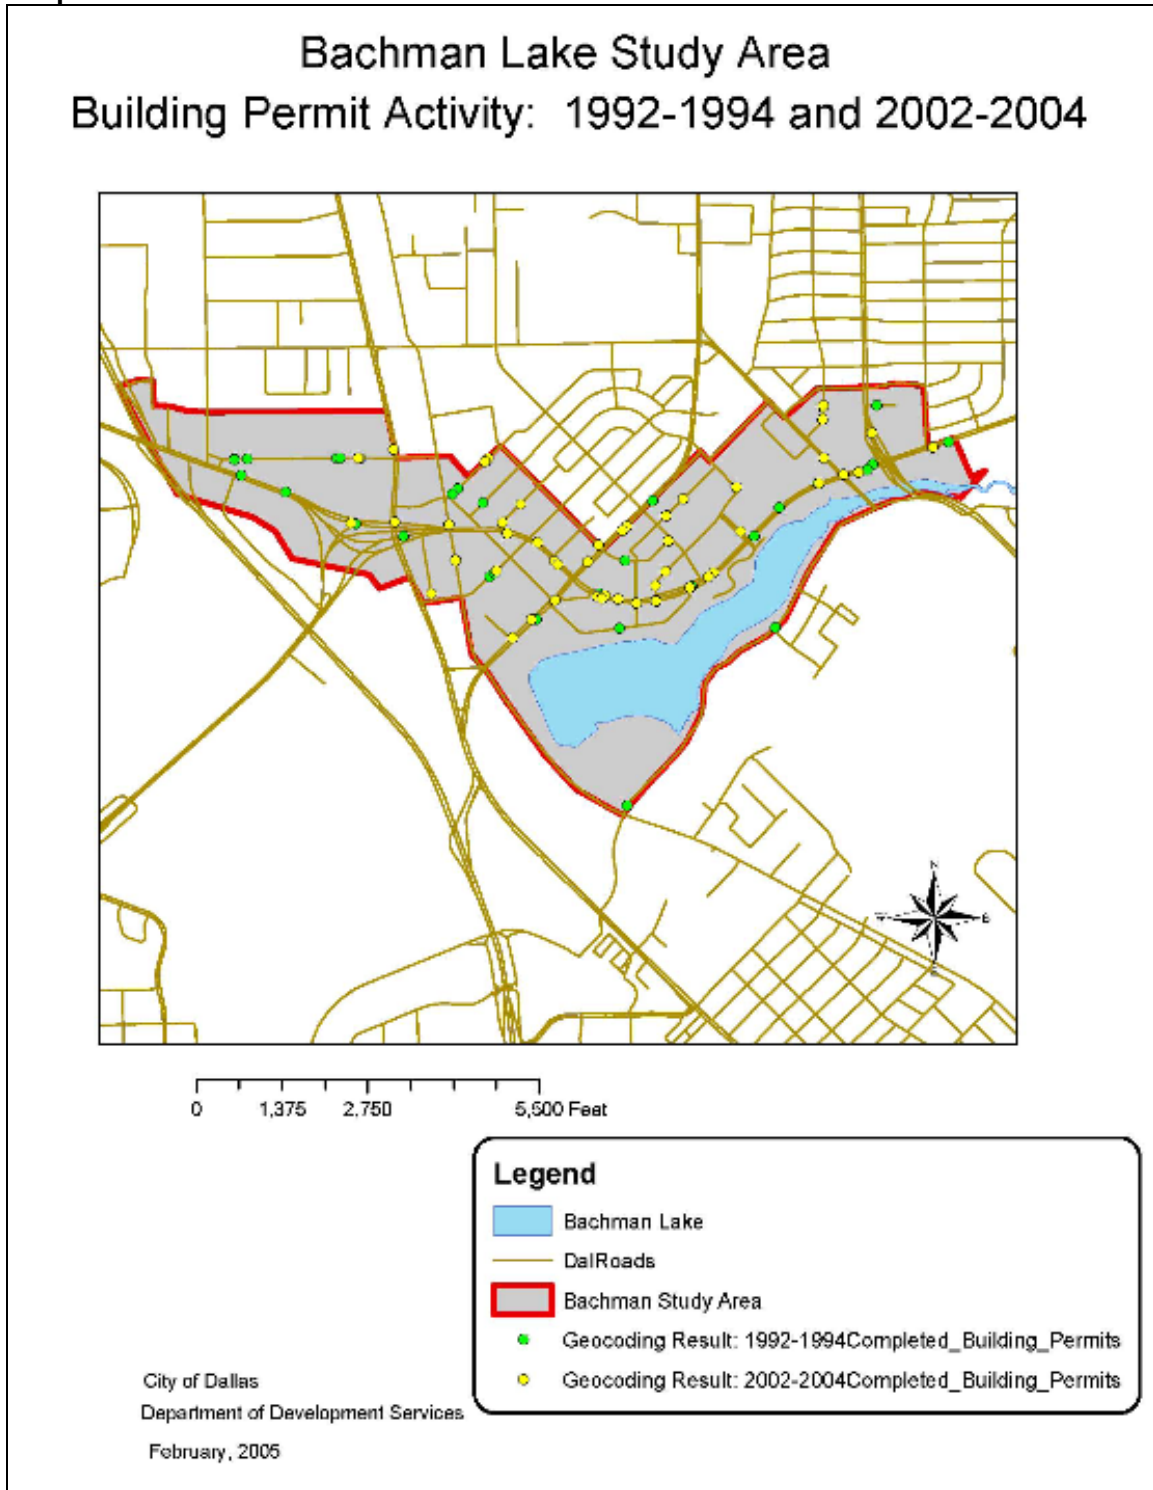 Bachman Lake Study Area
Building Permit Activity: 1992-1994 and 2002-2004
N
E
0 1,375 2,750 5,500 Feet
Legend
Bachman Lake
DalRoads
Bachman Study Area
Geocoding Result: 1992-1994Completed_Building_Permits
Geocoding Result: 2002-2004Completed_Building_Permits
City of Dallas
Department of Development Services
February, 2005